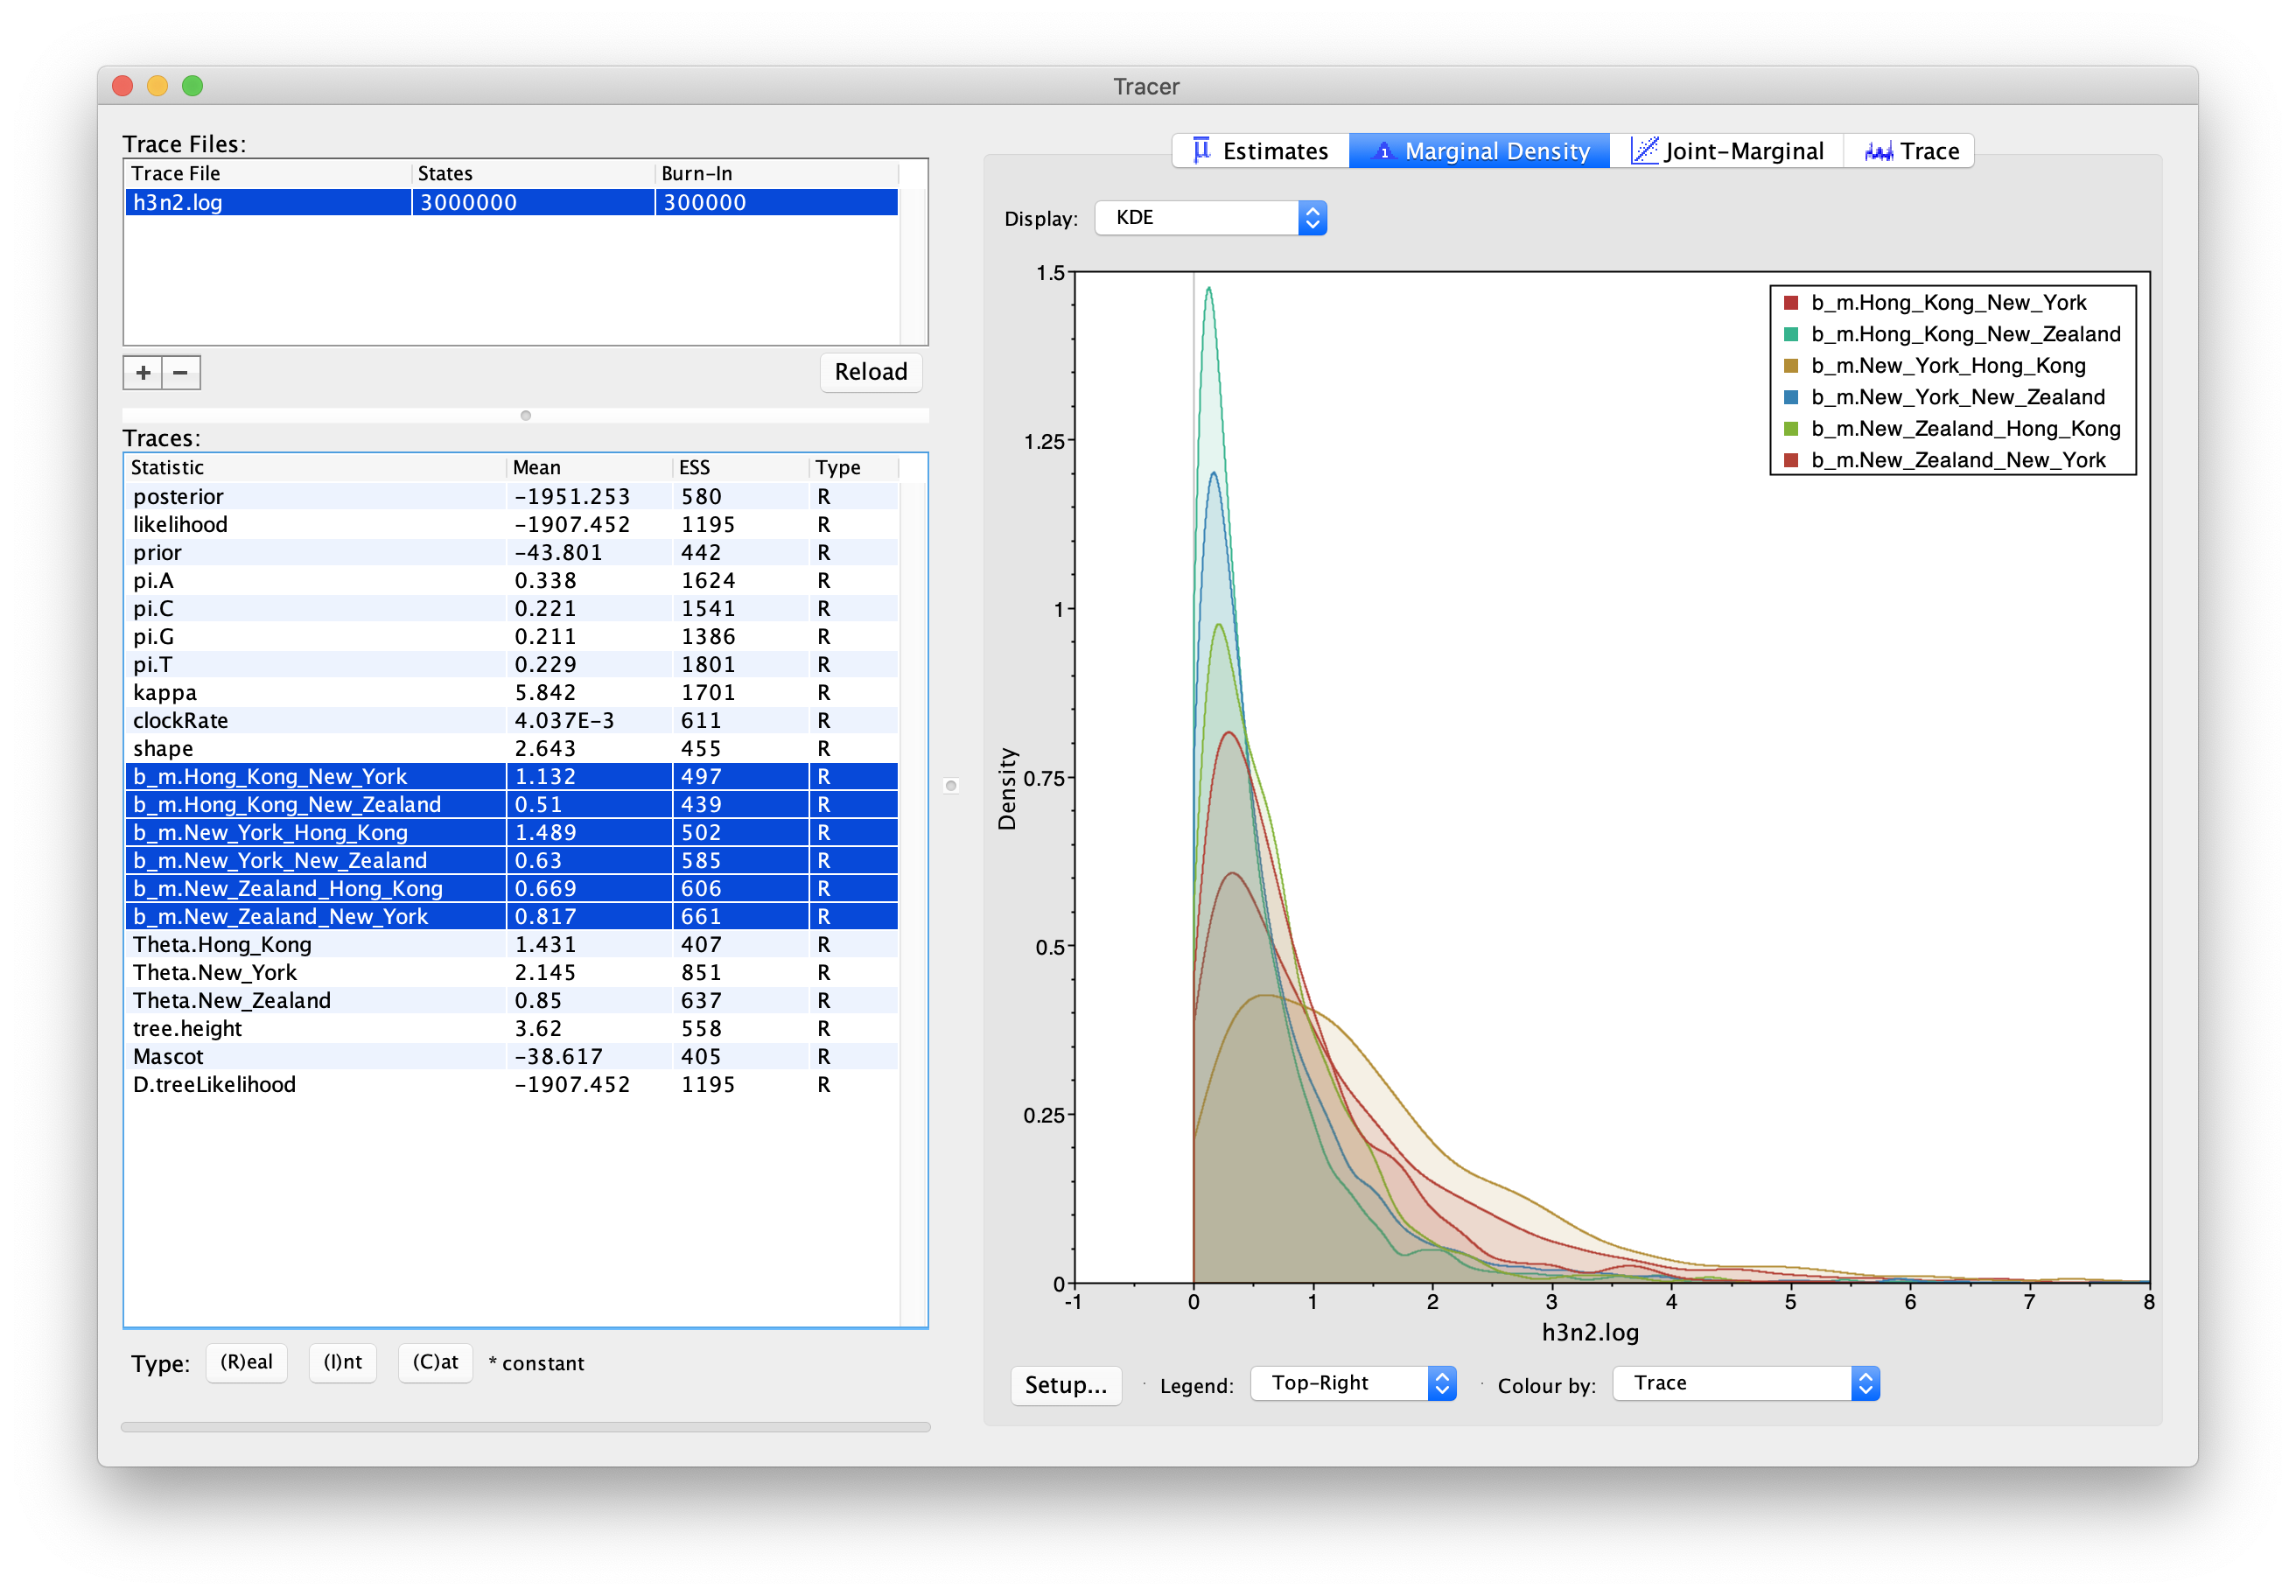 Tracer
Trace Files:
Trace File States Burn-In
h3n2.log 3000000 300000
+ −
Reload
Traces:
Statistic Mean ESS Type
posterior -1951.253 580 R
likelihood -1907.452 1195 R
prior -43.801 442 R
pi.A 0.338 1624 R
pi.C 0.221 1541 R
pi.G 0.211 1386 R
pi.T 0.229 1801 R
kappa 5.842 1701 R
clockRate 4.037E-3 611 R
shape 2.643 455 R
b_m.Hong_Kong_New_York 1.132 497 R
b_m.Hong_Kong_New_Zealand 0.51 439 R
b_m.New_York_Hong_Kong 1.489 502 R
b_m.New_York_New_Zealand 0.63 585 R
b_m.New_Zealand_Hong_Kong 0.669 606 R
b_m.New_Zealand_New_York 0.817 661 R
Theta.Hong_Kong 1.431 407 R
Theta.New_York 2.145 851 R
Theta.New_Zealand 0.85 637 R
tree.height 3.62 558 R
Mascot -38.617 405 R
D.treeLikelihood -1907.452 1195 R
Type: (R)eal (I)nt (C)at * constant
Estimates Marginal Density Joint-Marginal Trace
Display: KDE
b_m.Hong_Kong_New_York
b_m.Hong_Kong_New_Zealand
b_m.New_York_Hong_Kong
b_m.New_York_New_Zealand
b_m.New_Zealand_Hong_Kong
b_m.New_Zealand_New_York
1.5
1.25
1
0.75
0.5
0.25
0
Density
-1 0 1 2 3 4 5 6 7 8
h3n2.log
Setup... Legend: Top-Right Colour by: Trace